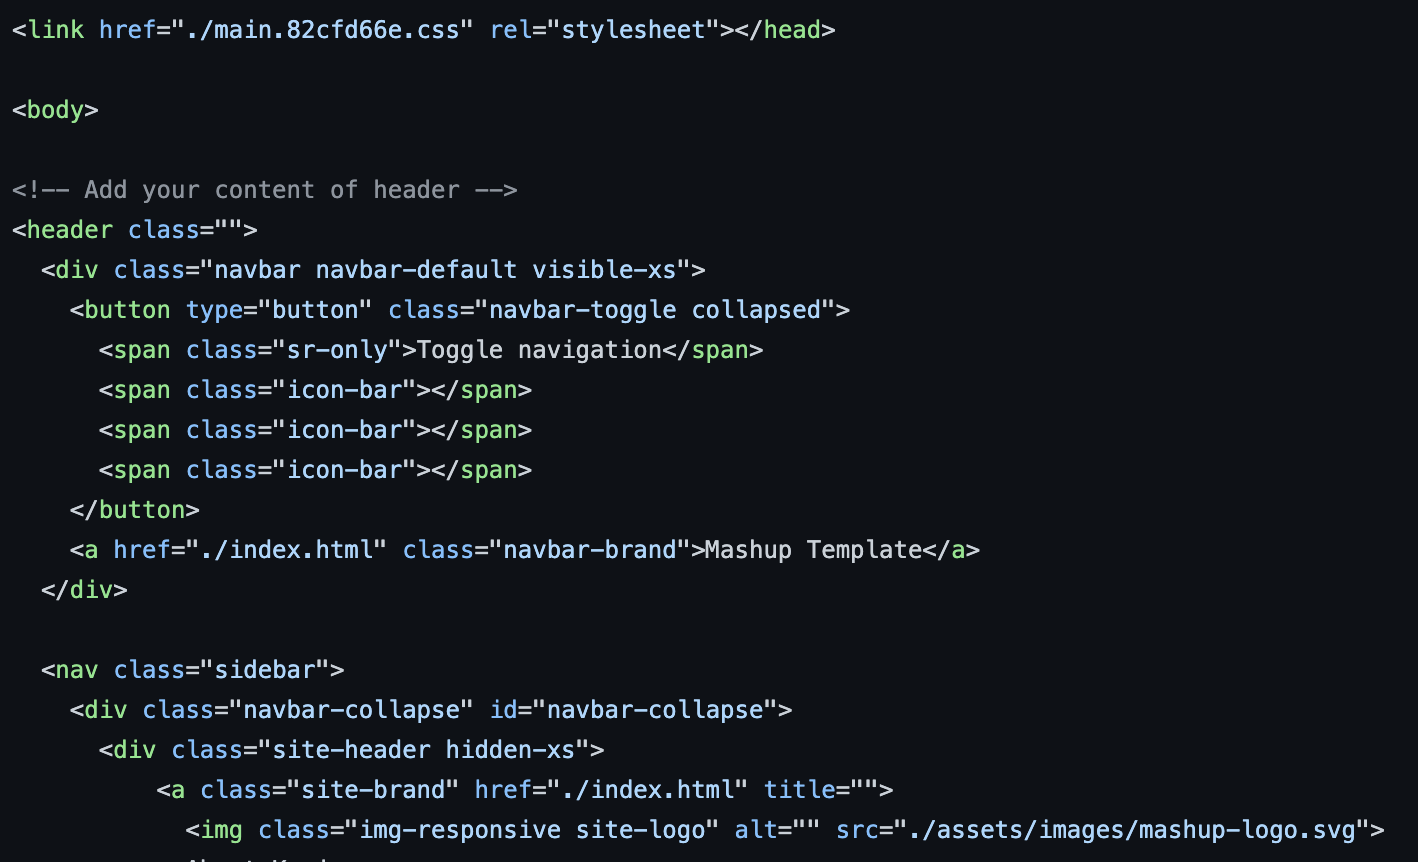 <link href="./main.82cfd66e.css" rel="stylesheet"></head>
<body>
<!-- Add your content of header -->
<header class="">
<div class="navbar navbar-default visible-xs">
<button type="button" class="navbar-toggle collapsed">
<span class="sr-only">Toggle navigation</span>
<span class="icon-bar"></span>
<span class="icon-bar"></span>
<span class="icon-bar"></span>
</button>
<a href="./index.html" class="navbar-brand">Mashup Template</a>
</div>
<nav class="sidebar">
<div class="navbar-collapse" id="navbar-collapse">
<div class="site-header hidden-xs">
<a class="site-brand" href="./index.html" title="">
<img class="img-responsive site-logo" alt="" src="./assets/images/mashup-logo.svg">